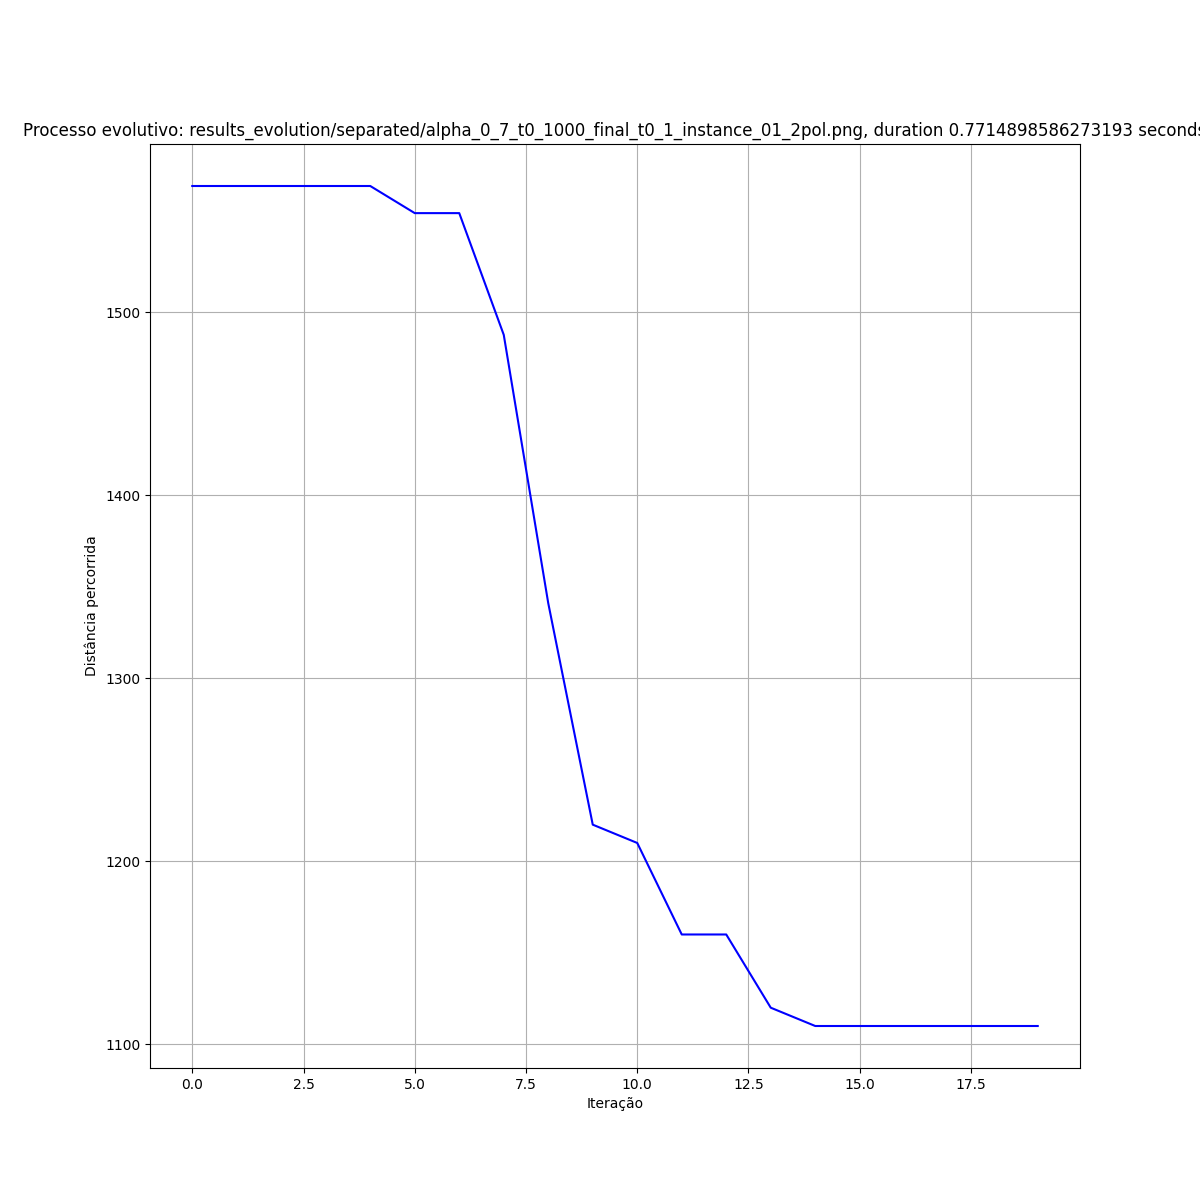 Processo evolutivo: results_evolution/separated/alpha_0_7_t0_1000_final_t0_1_instance_01_2pol.png, duration 0.7714898586273193 seconds
1500
1400
1300
1200
1100
Distância percorrida
0.0 2.5 5.0 7.5 10.0 12.5 15.0 17.5
Iteração